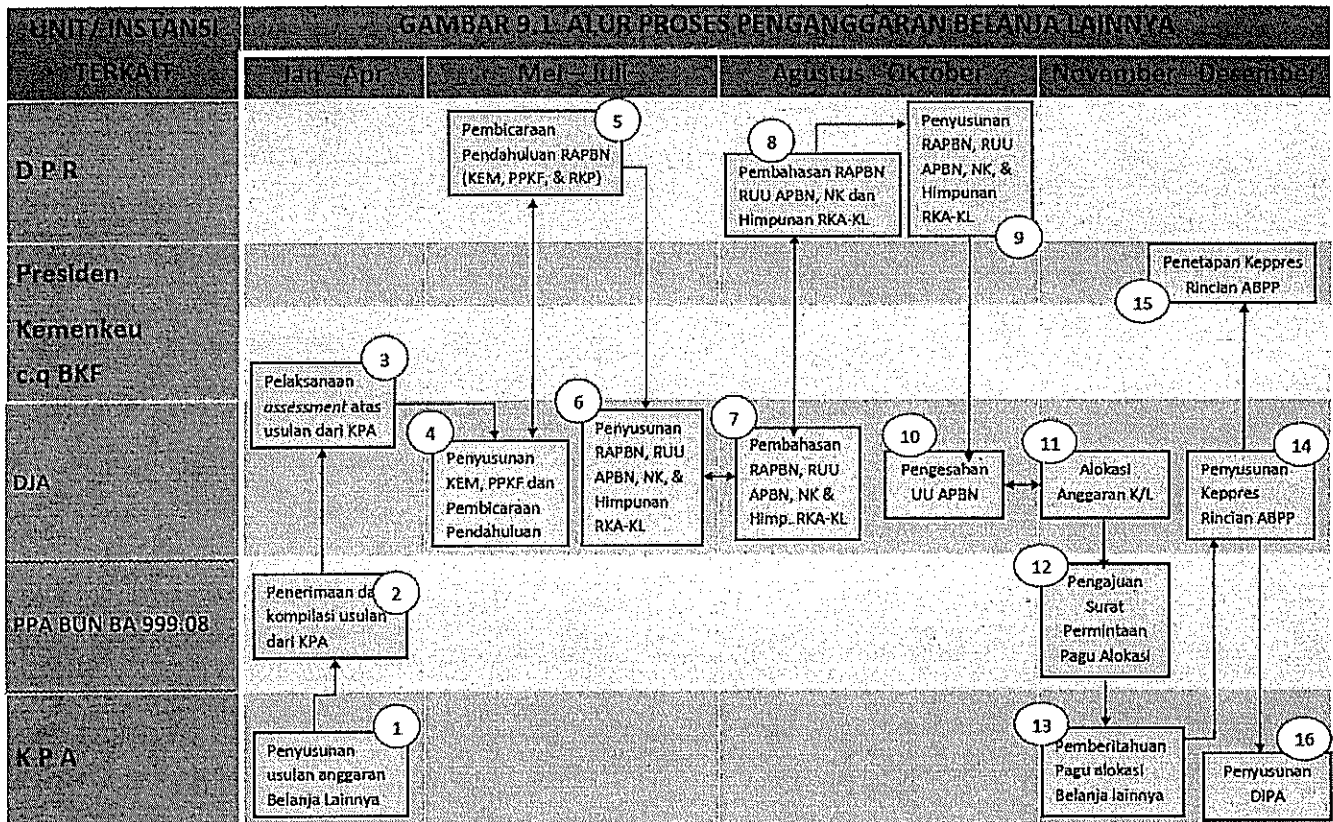 UNIT/INSTANSI
TERKAIT
GAMBAR 9.1 ALUR PROSES PENGANGGARAN BELANJA LAINNYA
Jan - Apr
Mei - Juli
Agustus - Oktober
November - Desember
D P R
5
Pembicaraan
Pendahuluan RAPBN
(KEM, PPKF, & RKP)
8
Pembahasan RAPBN
RUU APBN, NK dan
Himpunan RKA-KL
Penyusunan
RAPBN, RUU
APBN, NK, &
Himpunan
RKA-KL
9
Presiden
Penetapan Keppres
Rincian ABPP
15
Kemenkeu
c.q BKF
3
Pelaksanaan
assessment atas
usulan dari KPA
DJA
4
Penyusunan
KEM, PPKF dan
Pembicaraan
Pendahuluan
6
Penyusunan
RAPBN, RUU
APBN, NK, &
Himpunan
RKA-KL
7
Pembahasan
RAPBN, RUU
APBN, NK &
Himp. RKA-KL
10
Pengesahan
UU APBN
11
Alokasi
Anggaran K/L
14
Penyusunan
Keppres
Rincian ABPP
PPA BUN BA 999.08
2
Penerimaan da
kompilasi usulan
dari KPA
12
Pengajuan
Surat
Permintaan
Pagu Alokasi
K P A
1
Penyusunan
usulan anggaran
Belanja Lainnya
13
Pemberitahuan
Pagu alokasi
Belanja lainnya
16
Penyusunan
DIPA